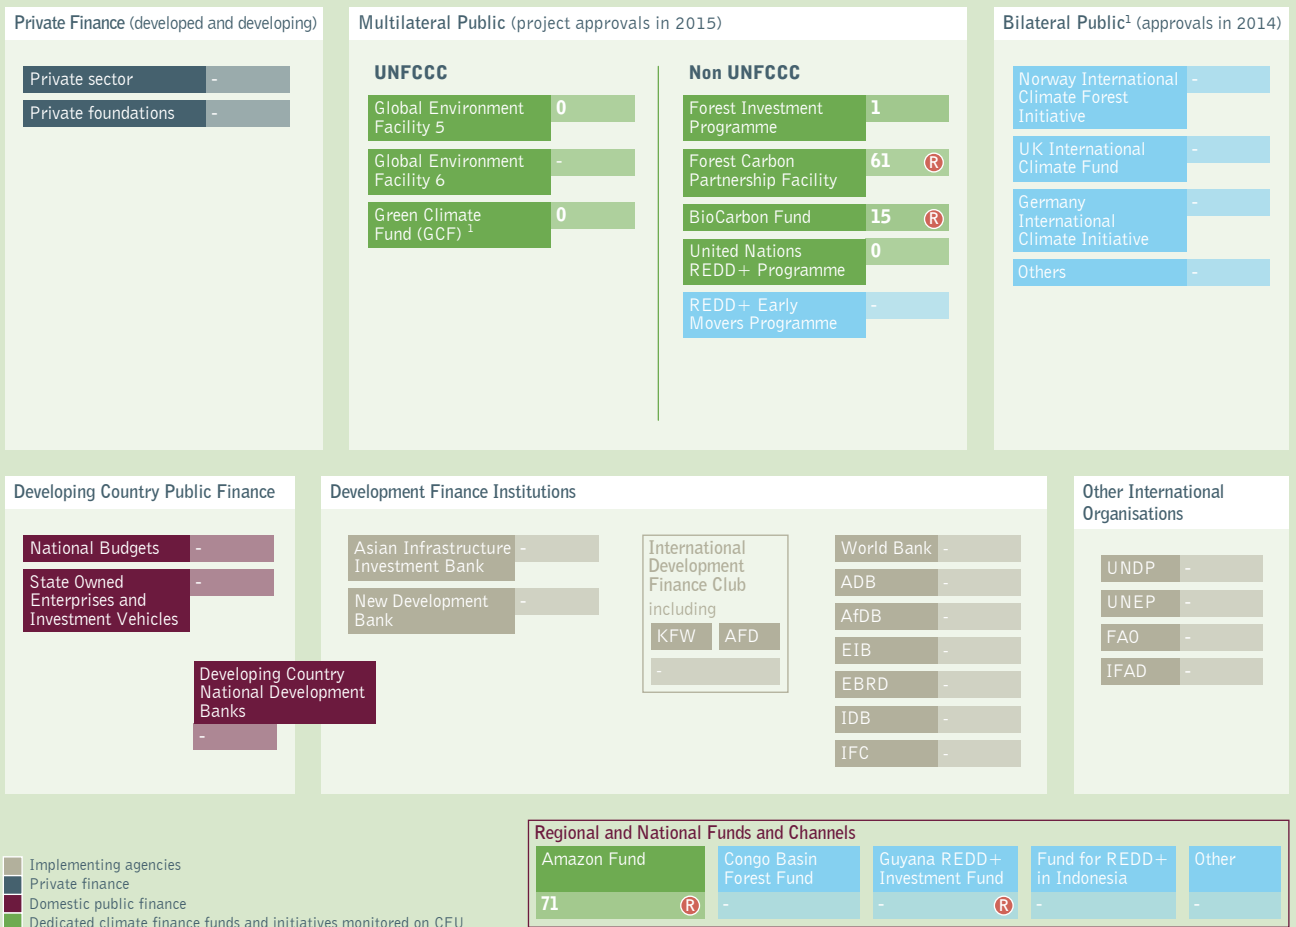 Private Finance (developed and developing)
Private sector -
Private foundations -
Multilateral Public (project approvals in 2015)
UNFCCC
Global Environment 0
Facility 5
Global Environment -
Facility 6
Green Climate 0
Fund (GCF) 1
Non UNFCCC
Forest Investment 1
Programme
Forest Carbon 61 R
Partnership Facility
BioCarbon Fund 15 R
United Nations 0
REDD+ Programme
REDD+ Early -
Movers Programme
Bilateral Public1 (approvals in 2014)
Norway International -
Climate Forest
Initiative
UK International -
Climate Fund
Germany -
International
Climate Initiative
Others -
Developing Country Public Finance
National Budgets -
State Owned -
Enterprises and
Investment Vehicles
Developing Country
National Development
Banks
-
Development Finance Institutions
Asian Infrastructure -
Investment Bank
New Development -
Bank
International
Development
Finance Club
including
KFW AFD
-
World Bank -
ADB -
AfDB -
EIB -
EBRD -
IDB -
IFC -
Other International
Organisations
UNDP -
UNEP -
FAO -
IFAD -
Regional and National Funds and Channels
Amazon Fund
71 R
Congo Basin
Forest Fund
-
Guyana REDD+
Investment Fund
- R
Fund for REDD+
in Indonesia
-
Other
-
Implementing agencies
Private finance
Domestic public finance
Dedicated climate finance funds and initiatives monitored on CFU